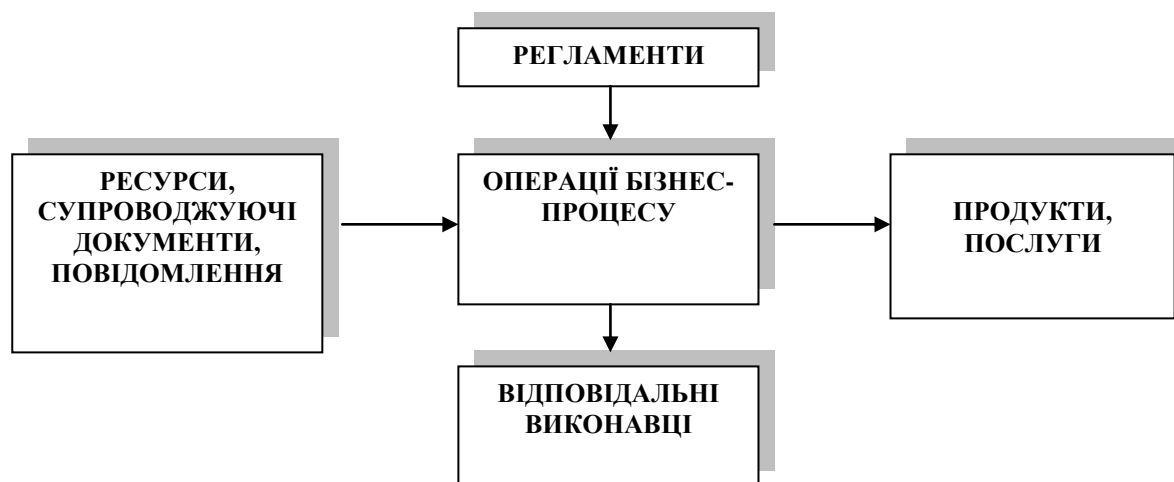 РЕГЛАМЕНТИ
РЕСУРСИ,
СУПРОВОДЖУЮЧІ
ДОКУМЕНТИ,
ПОВІДОМЛЕННЯ
ОПЕРАЦІЇ БІЗНЕС-
ПРОЦЕСУ
ПРОДУКТИ,
ПОСЛУГИ
ВІДПОВІДАЛЬНІ
ВИКОНАВЦІ